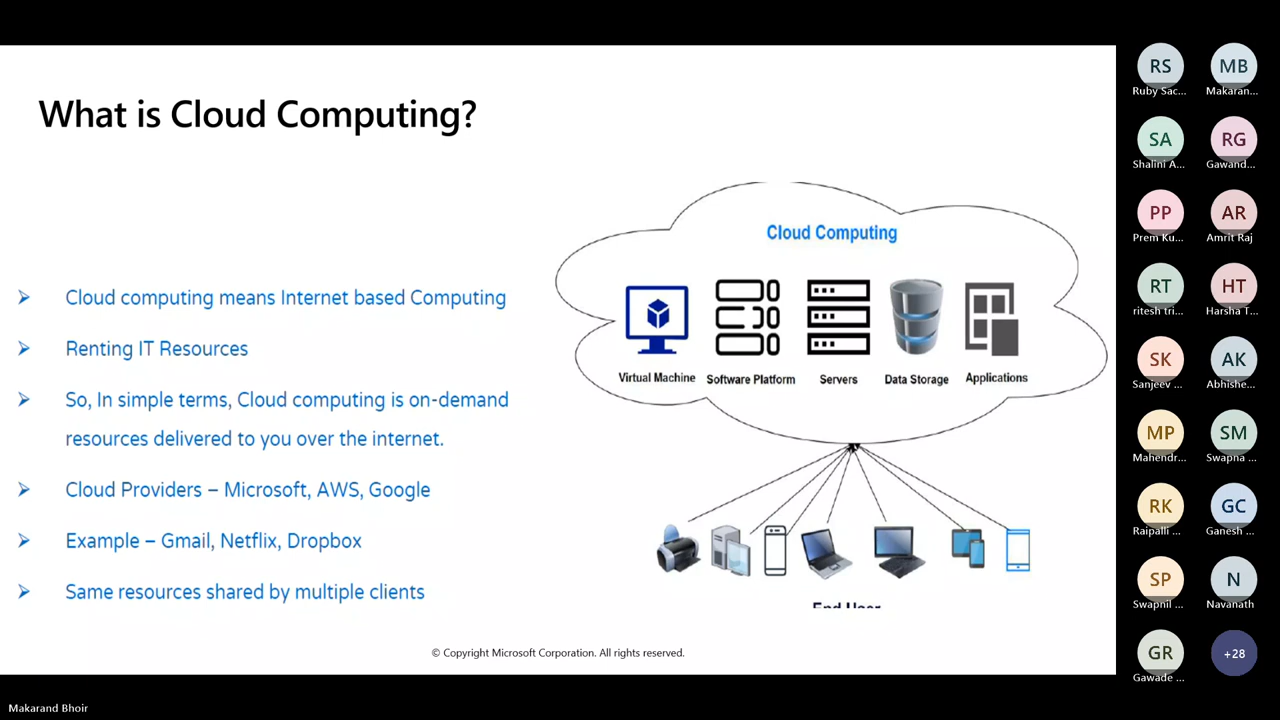 What is Cloud Computing?
Cloud computing means Internet based Computing
Renting IT Resources
So, In simple terms, Cloud computing is on-demand
resources delivered to you over the internet.
Cloud Providers – Microsoft, AWS, Google
Example – Gmail, Netflix, Dropbox
Same resources shared by multiple clients
Cloud Computing
Virtual Machine
Software Platform
Servers
Data Storage
Applications
End User
© Copyright Microsoft Corporation. All rights reserved.
RS
MB
Ruby Sac...
Makaran...
SA
RG
Shalini A...
Gawand...
PP
AR
Prem Ku...
Amrit Raj
RT
HT
ritesh tri...
Harsha T...
SK
AK
Sanjeev ...
Abhishe...
MP
SM
Mahendr...
Swapna ...
RK
GC
Raipalli ...
Ganesh ...
SP
N
Swapnil ...
Navanath
GR
+28
Gawade ...
Makarand Bhoir